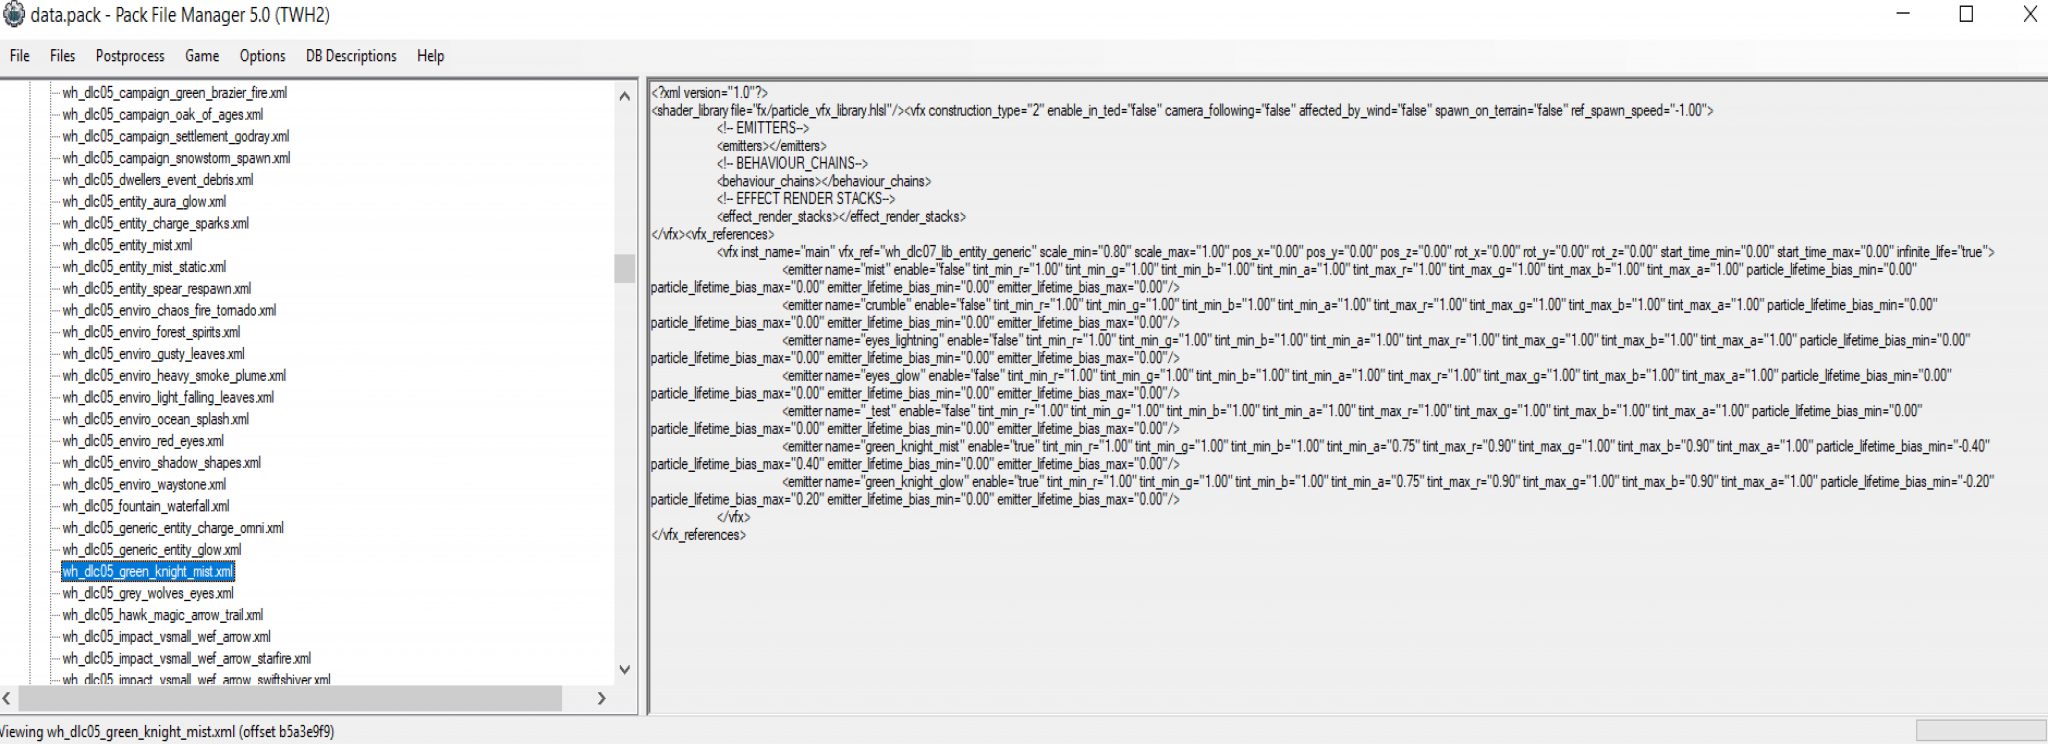 data.pack - Pack File Manager 5.0 (TWH2)
File Files Postprocess Game Options DB Descriptions Help
wh_dlc05_campaign_green_brazier_fire.xml
wh_dlc05_campaign_oak_of_ages.xml
wh_dlc05_campaign_settlement_godray.xml
wh_dlc05_campaign_snowstorm_spawn.xml
wh_dlc05_dwellers_event_debris.xml
wh_dlc05_entity_aura_glow.xml
wh_dlc05_entity_charge_sparks.xml
wh_dlc05_entity_mist.xml
wh_dlc05_entity_mist_static.xml
wh_dlc05_entity_spear_respawn.xml
wh_dlc05_enviro_chaos_fire_tornado.xml
wh_dlc05_enviro_forest_spirits.xml
wh_dlc05_enviro_gusty_leaves.xml
wh_dlc05_enviro_heavy_smoke_plume.xml
wh_dlc05_enviro_light_falling_leaves.xml
wh_dlc05_enviro_ocean_splash.xml
wh_dlc05_enviro_red_eyes.xml
wh_dlc05_enviro_shadow_shapes.xml
wh_dlc05_enviro_waystone.xml
wh_dlc05_fountain_waterfall.xml
wh_dlc05_generic_entity_charge_omni.xml
wh_dlc05_generic_entity_glow.xml
wh_dlc05_green_knight_mist.xml
wh_dlc05_grey_wolves_eyes.xml
wh_dlc05_hawk_magic_arrow_trail.xml
wh_dlc05_impact_vsmall_wef_arrow.xml
wh_dlc05_impact_vsmall_wef_arrow_starfire.xml
wh_dlc05_impact_vsmall_wef_arrow_swiftshiver.xml
<?xml version="1.0"?>
<shader_library file="fx/particle_vfx_library.hlsl"/><vfx construction_type="2" enable_in_ted="false" camera_following="false" affected_by_wind="false" spawn_on_terrain="false" ref_spawn_speed="-1.00">
<!-- EMITTERS-->
<emitters></emitters>
<!-- BEHAVIOUR_CHAINS-->
<behaviour_chains></behaviour_chains>
<!-- EFFECT RENDER STACKS-->
<effect_render_stacks></effect_render_stacks>
</vfx><vfx_references>
<vfx inst_name="main" vfx_ref="wh_dlc07_lib_entity_generic" scale_min="0.80" scale_max="1.00" pos_x="0.00" pos_y="0.00" pos_z="0.00" rot_x="0.00" rot_y="0.00" rot_z="0.00" start_time_min="0.00" start_time_max="0.00" infinite_life="true">
<emitter name="mist" enable="false" tint_min_r="1.00" tint_min_g="1.00" tint_min_b="1.00" tint_min_a="1.00" tint_max_r="1.00" tint_max_g="1.00" tint_max_b="1.00" tint_max_a="1.00" particle_lifetime_bias_min="0.00"
particle_lifetime_bias_max="0.00" emitter_lifetime_bias_min="0.00" emitter_lifetime_bias_max="0.00"/>
<emitter name="crumble" enable="false" tint_min_r="1.00" tint_min_g="1.00" tint_min_b="1.00" tint_min_a="1.00" tint_max_r="1.00" tint_max_g="1.00" tint_max_b="1.00" tint_max_a="1.00" particle_lifetime_bias_min="0.00"
particle_lifetime_bias_max="0.00" emitter_lifetime_bias_min="0.00" emitter_lifetime_bias_max="0.00"/>
<emitter name="eyes_lightning" enable="false" tint_min_r="1.00" tint_min_g="1.00" tint_min_b="1.00" tint_min_a="1.00" tint_max_r="1.00" tint_max_g="1.00" tint_max_b="1.00" tint_max_a="1.00" particle_lifetime_bias_min="0.00"
particle_lifetime_bias_max="0.00" emitter_lifetime_bias_min="0.00" emitter_lifetime_bias_max="0.00"/>
<emitter name="eyes_glow" enable="false" tint_min_r="1.00" tint_min_g="1.00" tint_min_b="1.00" tint_min_a="1.00" tint_max_r="1.00" tint_max_g="1.00" tint_max_b="1.00" tint_max_a="1.00" particle_lifetime_bias_min="0.00"
particle_lifetime_bias_max="0.00" emitter_lifetime_bias_min="0.00" emitter_lifetime_bias_max="0.00"/>
<emitter name="_test" enable="false" tint_min_r="1.00" tint_min_g="1.00" tint_min_b="1.00" tint_min_a="1.00" tint_max_r="1.00" tint_max_g="1.00" tint_max_b="1.00" tint_max_a="1.00" particle_lifetime_bias_min="0.00"
particle_lifetime_bias_max="0.00" emitter_lifetime_bias_min="0.00" emitter_lifetime_bias_max="0.00"/>
<emitter name="green_knight_mist" enable="true" tint_min_r="1.00" tint_min_g="1.00" tint_min_b="1.00" tint_min_a="0.75" tint_max_r="0.90" tint_max_g="1.00" tint_max_b="0.90" tint_max_a="1.00" particle_lifetime_bias_min="-0.40"
particle_lifetime_bias_max="0.40" emitter_lifetime_bias_min="0.00" emitter_lifetime_bias_max="0.00"/>
<emitter name="green_knight_glow" enable="true" tint_min_r="1.00" tint_min_g="1.00" tint_min_b="1.00" tint_min_a="0.75" tint_max_r="0.90" tint_max_g="1.00" tint_max_b="0.90" tint_max_a="1.00" particle_lifetime_bias_min="-0.20"
particle_lifetime_bias_max="0.20" emitter_lifetime_bias_min="0.00" emitter_lifetime_bias_max="0.00"/>
</vfx>
</vfx_references>
Viewing wh_dlc05_green_knight_mist.xml (offset b5a3e9f9)